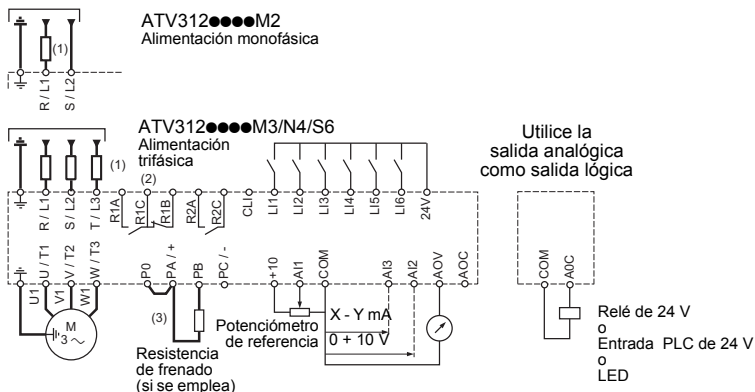 ATV312●●●●M2
Alimentación monofásica
(1)
R / L1
S / L2
ATV312●●●●M3/N4/S6
Alimentación
trifásica
(1)
(2)
Utilice la
salida analógica
como salida lógica
R / L1
S / L2
T / L3
R1A
R1C
R1B
R2A
R2C
CLI
LI1
LI2
LI3
LI4
LI5
LI6
24V
U / T1
V / T2
W / T3
P0
PA / +
PB
PC / -
+10
AI1
COM
AI3
AI2
AOV
AOC
COM
A0C
U1
V1
W1
M
3 ~
(3)
Resistencia
de frenado
(si se emplea)
Potenciómetro
de referencia
X - Y mA
0 + 10 V
Relé de 24 V
o
Entrada PLC de 24 V
o
LED